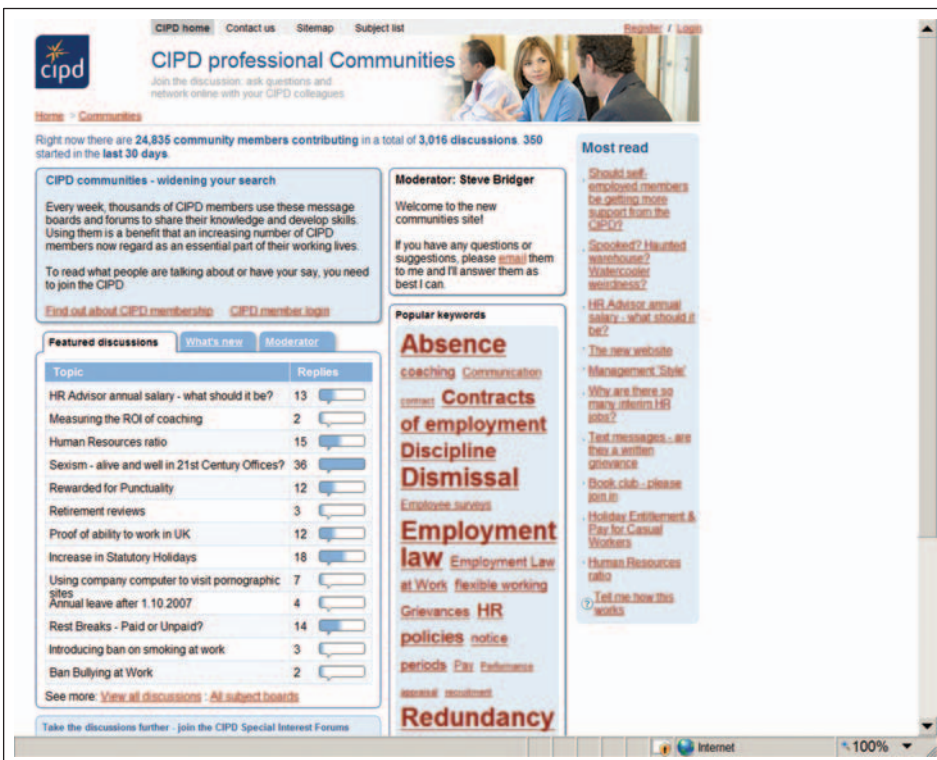 CIPD home Contact us Sitemap Subject list
Register / Login
cipd
CIPD professional Communities
Join the discussion: ask questions and
network online with your CIPD colleagues
Home > Communities
Right now there are 24,835 community members contributing in a total of 3,016 discussions. 350
started in the last 30 days.
CIPD communities - widening your search
Every week, thousands of CIPD members use these message
boards and forums to share their knowledge and develop skills.
Using them is a benefit that an increasing number of CIPD
members now regard as an essential part of their working lives.
To read what people are talking about or have your say, you need
to join the CIPD
Find out about CIPD membership CIPD member login
Featured discussions What's new Moderator
Topic Replies
HR Advisor annual salary - what should it be? 13
Measuring the ROI of coaching 2
Human Resources ratio 15
Sexism - alive and well in 21st Century Offices? 36
Rewarded for Punctuality 12
Retirement reviews 3
Proof of ability to work in UK 12
Increase in Statutory Holidays 18
Using company computer to visit pornographic 7
sites
Annual leave after 1.10.2007 4
Rest Breaks - Paid or Unpaid? 14
Introducing ban on smoking at work 3
Ban Bullying at Work 2
See more: View all discussions : All subject boards
Take the discussions further - join the CIPD Special Interest Forums
Moderator: Steve Bridger
Welcome to the new
communities site!
If you have any questions or
suggestions, please email them
to me and I'll answer them as
best I can.
Popular keywords
Absence
coaching Communication
contract Contracts
of employment
Discipline
Dismissal
Employee surveys
Employment
law Employment Law
at Work flexible working
Grievances HR
policies notice
periods Pay Performance
appraisal recruitment
Redundancy
Most read
Should self-
employed members
be getting more
support from the
CIPD?
Spooked? Haunted
warehouse?
Watercooler
weirdness?
HR Advisor annual
salary - what should it
be?
The new website
Management 'Style'
Why are there so
many interim HR
jobs?
Text messages - are
they a written
grievance
Book club - please
join in
Holiday Entitlement &
Pay for Casual
Workers
Human Resources
ratio
Tell me how this
works
Internet 100%